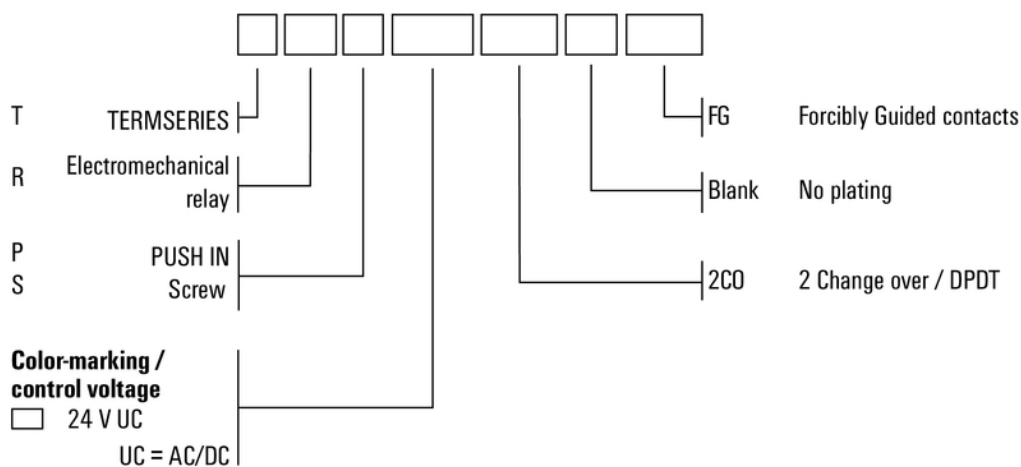 T TERMSERIES
R Electromechanical
relay
P PUSH IN
S Screw
Color-marking /
control voltage
24 V UC
UC = AC/DC
FG Forcibly Guided contacts
Blank No plating
2CO 2 Change over / DPDT